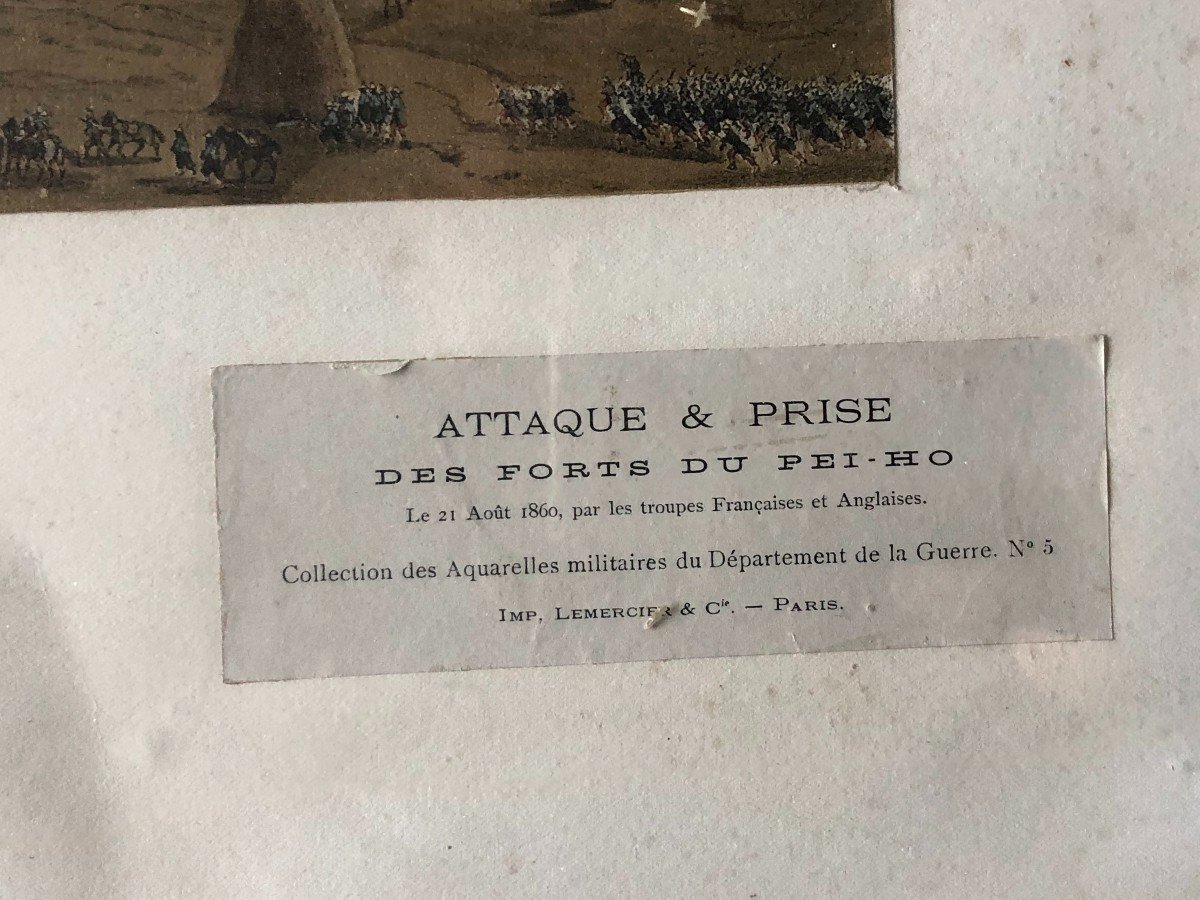 ATTAQUE & PRISE
DES FORTS DU PEI-HO
Le 21 Août 1860, par les troupes Françaises et Anglaises.
Collection des Aquarelles militaires du Département de la Guerre. Nº 5
IMP, LEMERCIER & Cie. — PARIS.